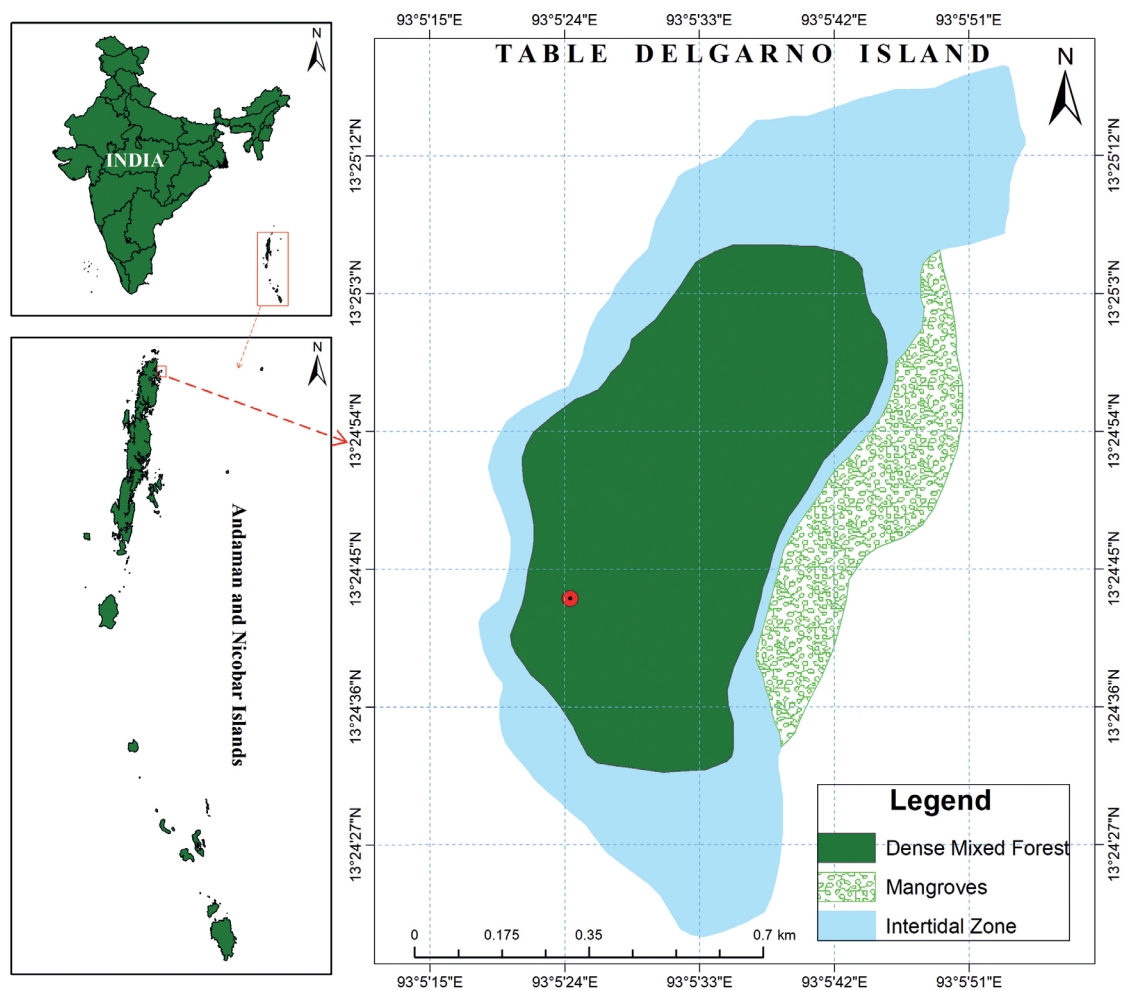 N
INDIA
N
Andaman and Nicobar Islands
93°5'15"E
93°5'24"E
93°5'33"E
93°5'42"E
93°5'51"E
TABLE DELGARNO ISLAND
N
13°25'12"N
13°25'12"N
13°25'3"N
13°25'3"N
13°24'54"N
13°24'54"N
13°24'45"N
13°24'45"N
13°24'36"N
13°24'36"N
13°24'27"N
13°24'27"N
Legend
Dense Mixed Forest
Mangroves
Intertidal Zone
0 0.175 0.35 0.7 km
93°5'15"E
93°5'24"E
93°5'33"E
93°5'42"E
93°5'51"E